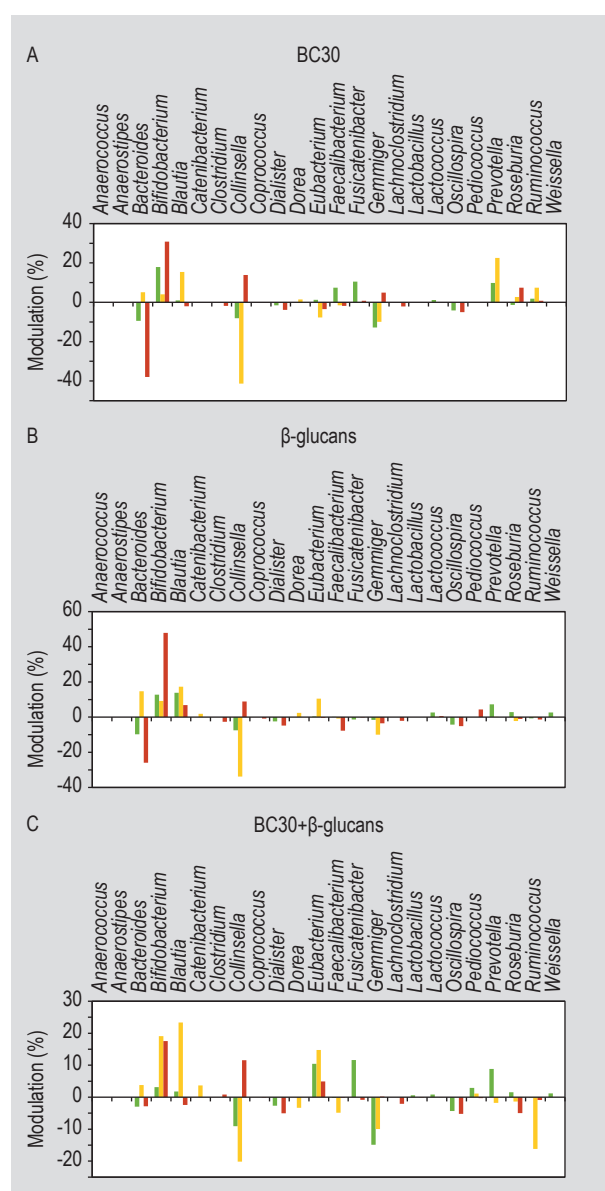 A
BC30
Anaerococcus
Anaerostipes
Bacteroides
Bifidobacterium
Blautia
Catenibacterium
Clostridium
Collinsella
Coprococcus
Dialister
Dorea
Eubacterium
Faecalibacterium
Fusicatenibacter
Gemmiger
Lachnoclostridium
Lactobacillus
Lactococcus
Oscillospira
Pediococcus
Prevotella
Roseburia
Ruminococcus
Weissella
Modulation (%)
40
20
0
-20
-40
B
β-glucans
Anaerococcus
Anaerostipes
Bacteroides
Bifidobacterium
Blautia
Catenibacterium
Clostridium
Collinsella
Coprococcus
Dialister
Dorea
Eubacterium
Faecalibacterium
Fusicatenibacter
Gemmiger
Lachnoclostridium
Lactobacillus
Lactococcus
Oscillospira
Pediococcus
Prevotella
Roseburia
Ruminococcus
Weissella
Modulation (%)
60
40
20
0
-20
-40
C
BC30+β-glucans
Anaerococcus
Anaerostipes
Bacteroides
Bifidobacterium
Blautia
Catenibacterium
Clostridium
Collinsella
Coprococcus
Dialister
Dorea
Eubacterium
Faecalibacterium
Fusicatenibacter
Gemmiger
Lachnoclostridium
Lactobacillus
Lactococcus
Oscillospira
Pediococcus
Prevotella
Roseburia
Ruminococcus
Weissella
Modulation (%)
30
20
10
0
-10
-20